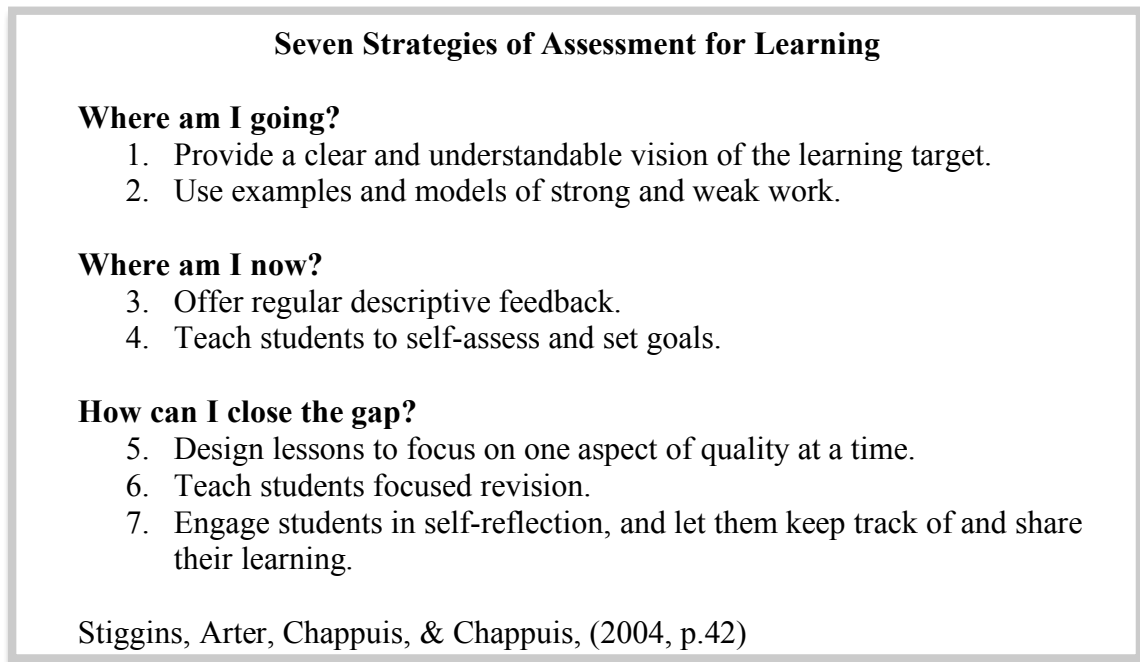 Seven Strategies of Assessment for Learning
Where am I going?
1. Provide a clear and understandable vision of the learning target.
2. Use examples and models of strong and weak work.
Where am I now?
3. Offer regular descriptive feedback.
4. Teach students to self-assess and set goals.
How can I close the gap?
5. Design lessons to focus on one aspect of quality at a time.
6. Teach students focused revision.
7. Engage students in self-reflection, and let them keep track of and share
their learning.
Stiggins, Arter, Chappuis, & Chappuis, (2004, p.42)